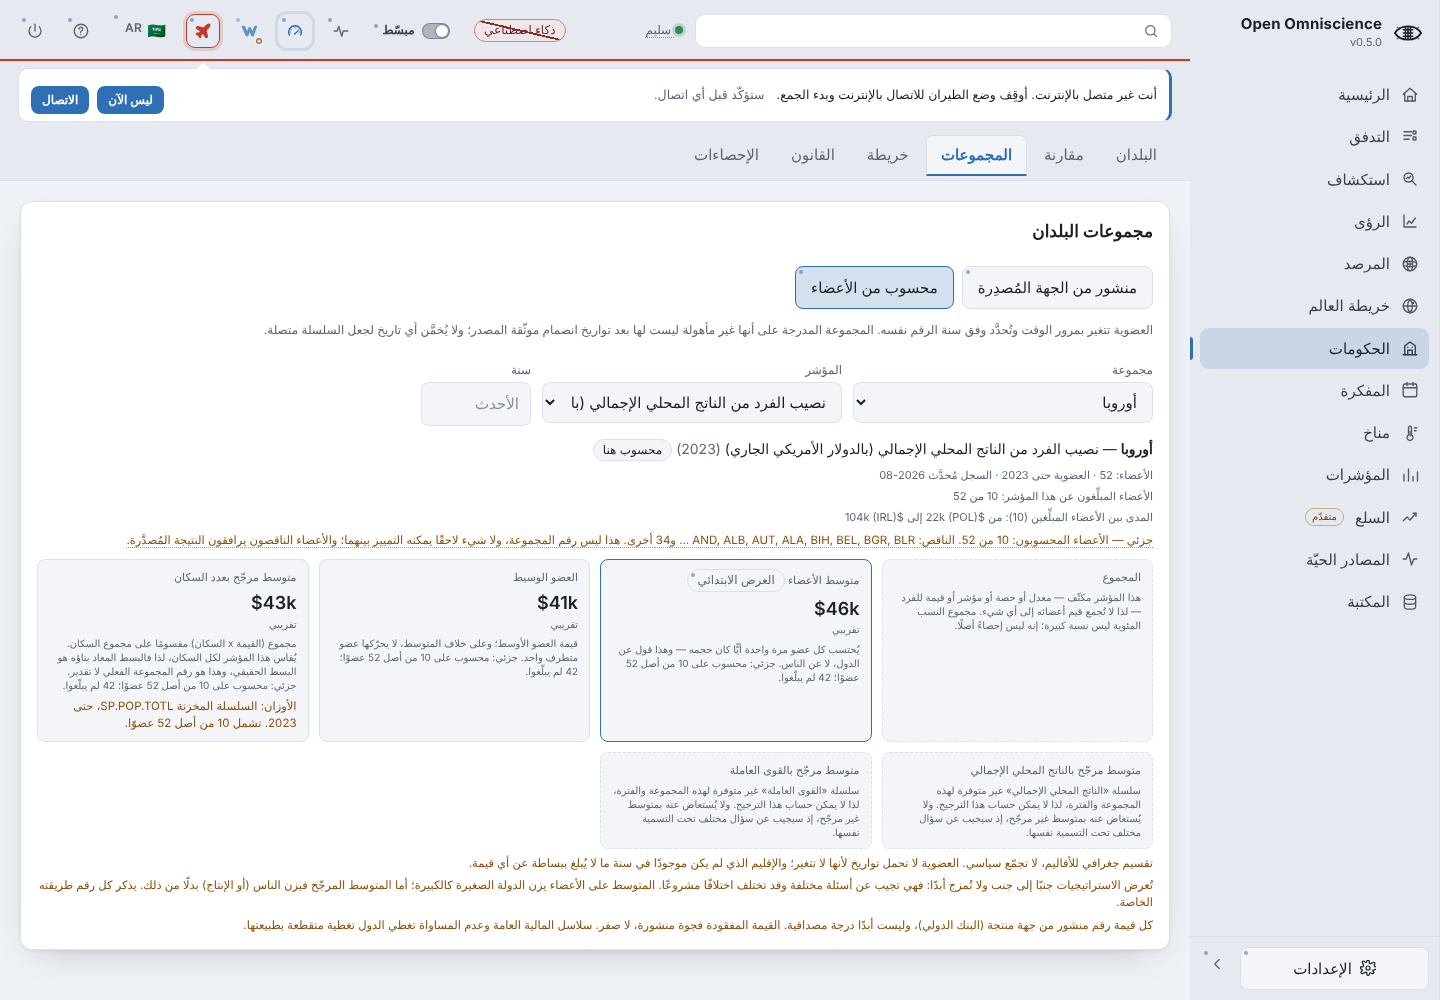 Open Omniscience
v0.5.0
سليم
ذكاء اصطناعي
مبسّط
AR
الرئيسية
التدفق
استكشاف
الرؤى
المرصد
خريطة العالم
الحكومات
المفكرة
مناخ
المؤشرات
السلع
متقدّم
المصادر الحيّة
المكتبة
الإعدادات
أنت غير متصل بالإنترنت. أوقِف وضع الطيران للاتصال بالإنترنت وبدء الجمع.
ستؤكّد قبل أي اتصال.
ليس الآن
الاتصال
البلدان
مقارنة
المجموعات
خريطة
القانون
الإحصاءات
مجموعات البلدان
منشور من الجهة المُصدِرة
محسوب من الأعضاء
العضوية تتغير بمرور الوقت وتُحدَّد وفق سنة الرقم نفسه. المجموعة المدرجة على أنها غير مأهولة ليست لها بعد تواريخ انضمام موثّقة المصدر؛ ولا يُخمَّن أي تاريخ لجعل السلسلة متصلة.
مجموعة
المؤشر
سنة
أوروبا
نصيب الفرد من الناتج المحلي الإجمالي (با
الأحدث
أوروبا — نصيب الفرد من الناتج المحلي الإجمالي (بالدولار الأمريكي الجاري) (2023) محسوب هنا
الأعضاء: 52 · العضوية حتى 2023 · السجل مُحدَّث 2026-08
الأعضاء المبلِّغون عن هذا المؤشر: 10 من 52
المدى بين الأعضاء المبلِّغين (10): من $22k (POL) إلى $104k (IRL)
جزئي — الأعضاء المحسوبون: 10 من 52. الناقص: AND, ALB, AUT, ALA, BIH, BEL, BGR, BLR … و34 أخرى. هذا ليس رقم المجموعة، ولا شيء لاحقًا يمكنه التمييز بينهما؛ والأعضاء الناقصون يرافقون النتيجة المُصدَّرة.
المجموع
هذا المؤشر مكثّف — معدل أو حصة أو مؤشر أو قيمة للفرد
— لذا لا تُجمع قيم أعضائه إلى أي شيء. مجموع النسب
المئوية ليس نسبة كبيرة؛ إنه ليس إحصاءً أصلًا.
متوسط الأعضاء
العرض الابتدائي
$46k
تقريبي
يُحتسب كل عضو مرة واحدة أيًّا كان حجمه — وهذا قول عن
الدول، لا عن الناس. جزئي: محسوب على 10 من أصل 52
عضوًا؛ 42 لم يبلّغوا.
العضو الوسيط
$41k
تقريبي
قيمة العضو الأوسط؛ وعلى خلاف المتوسط، لا يحرّكها عضو
متطرف واحد. جزئي: محسوب على 10 من أصل 52 عضوًا؛
42 لم يبلّغوا.
متوسط مرجّح بعدد السكان
$43k
تقريبي
مجموع (القيمة x السكان) مقسومًا على مجموع السكان.
يُقاس هذا المؤشر لكل السكان، لذا فالبسط المعاد بناؤه هو
البسط الحقيقي، وهذا هو رقم المجموعة الفعلي لا تقدير.
جزئي: محسوب على 10 من أصل 52 عضوًا؛ 42 لم يبلّغوا.
الأوزان: السلسلة المخزنة SP.POP.TOTL، حتى
2023. تشمل 10 من أصل 52 عضوًا.
متوسط مرجّح بالناتج المحلي الإجمالي
سلسلة «الناتج المحلي الإجمالي» غير متوفرة لهذه
المجموعة والفترة، لذا لا يمكن حساب هذا الترجيح. ولا
يُستعاض عنه بمتوسط غير مرجّح، إذ سيجيب عن سؤال
مختلف تحت التسمية نفسها.
متوسط مرجّح بالقوى العاملة
سلسلة «القوى العاملة» غير متوفرة لهذه المجموعة والفترة،
لذا لا يمكن حساب هذا الترجيح. ولا يُستعاض عنه بمتوسط
غير مرجّح، إذ سيجيب عن سؤال مختلف تحت التسمية
نفسها.
تقسيم جغرافي للأقاليم، لا تجمّع سياسي. العضوية لا تحمل تواريخ لأنها لا تتغير؛ والإقليم الذي لم يكن موجودًا في سنة ما لا يُبلغ ببساطة عن أي قيمة.
تُعرض الاستراتيجيات جنبًا إلى جنب ولا تُمزج أبدًا: فهي تجيب عن أسئلة مختلفة وقد تختلف اختلافًا مشروعًا. المتوسط على الأعضاء يزن الدولة الصغيرة كالكبيرة؛ أما المتوسط المرجّح فيزن الناس (أو الإنتاج) بدلًا من ذلك. يذكر كل رقم طريقته
الخاصة.
كل قيمة رقم منشور من جهة منتجة (البنك الدولي)، وليست أبدًا درجة مصداقية. القيمة المفقودة فجوة منشورة، لا صفر. سلاسل المالية العامة وعدم المساواة تغطي الدول تغطية متقطعة بطبيعتها.